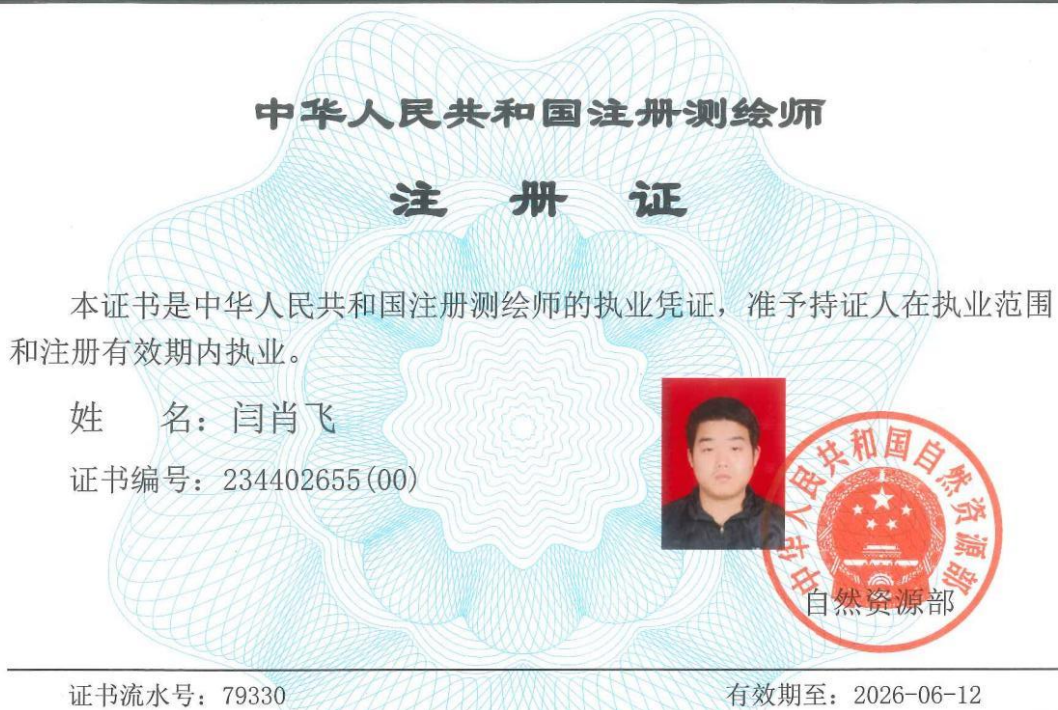 中华人民共和国注册测绘师
注 册 证
本证书是中华人民共和国注册测绘师的执业凭证，准予持证人在执业范围
和注册有效期内执业。
姓 名：闫肖飞
证书编号：234402655(00)
中华人民共和国自然资源部
自然资源部
证书流水号：79330
有效期至：2026-06-12